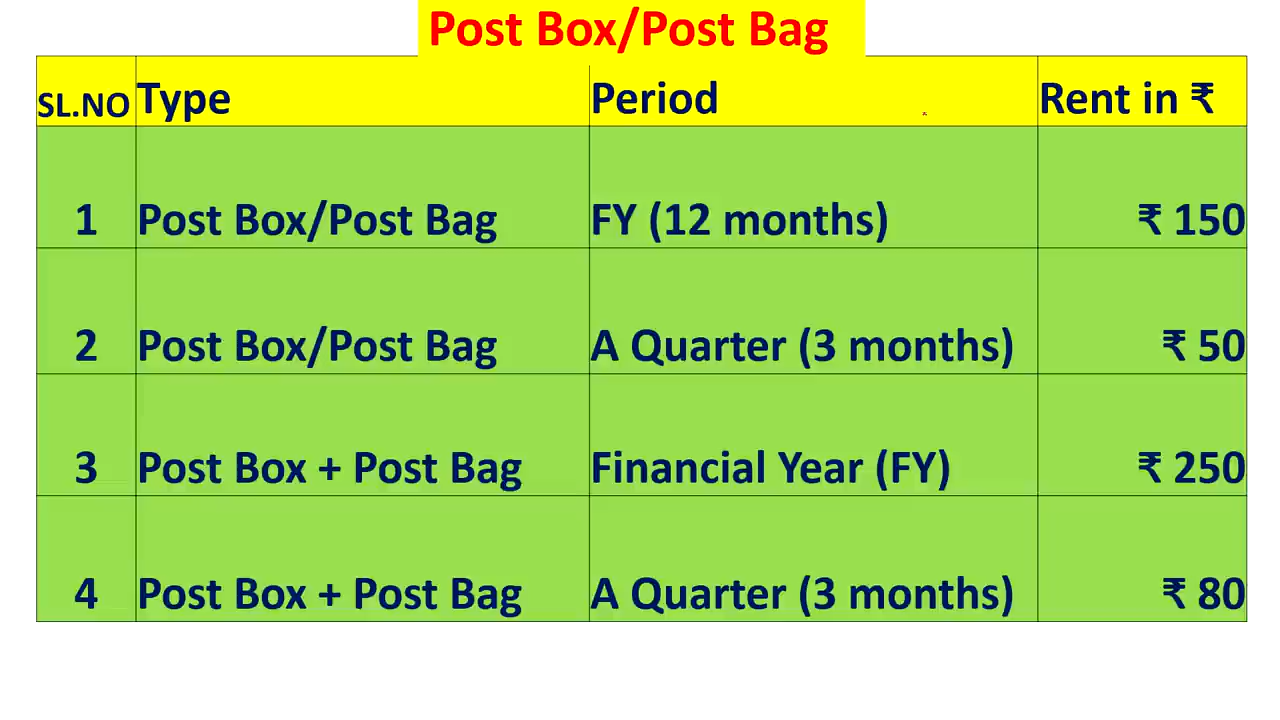 Post Box/Post Bag
SL.NO Type Period Rent in ₹
1 Post Box/Post Bag FY (12 months) ₹ 150
2 Post Box/Post Bag A Quarter (3 months) ₹ 50
3 Post Box + Post Bag Financial Year (FY) ₹ 250
4 Post Box + Post Bag A Quarter (3 months) ₹ 80